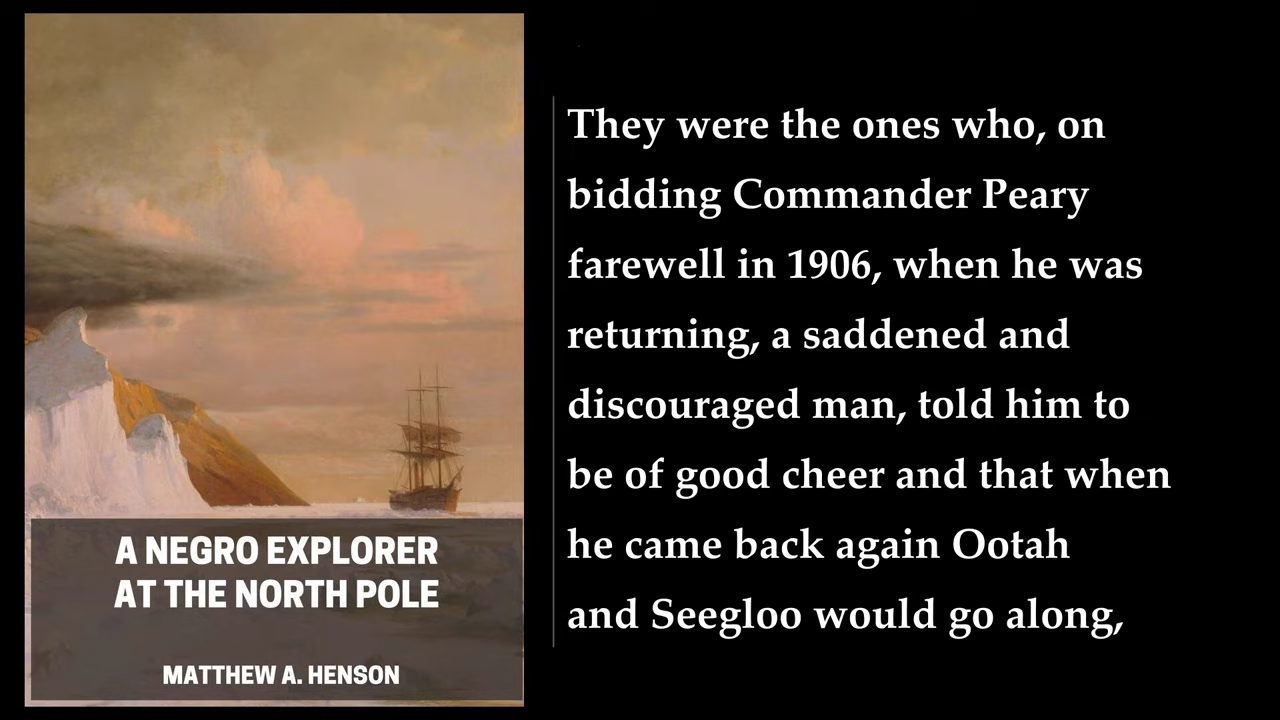 A NEGRO EXPLORER
AT THE NORTH POLE
MATTHEW A. HENSON
They were the ones who, on
bidding Commander Peary
farewell in 1906, when he was
returning, a saddened and
discouraged man, told him to
be of good cheer and that when
he came back again Ootah
and Seegloo would go along,